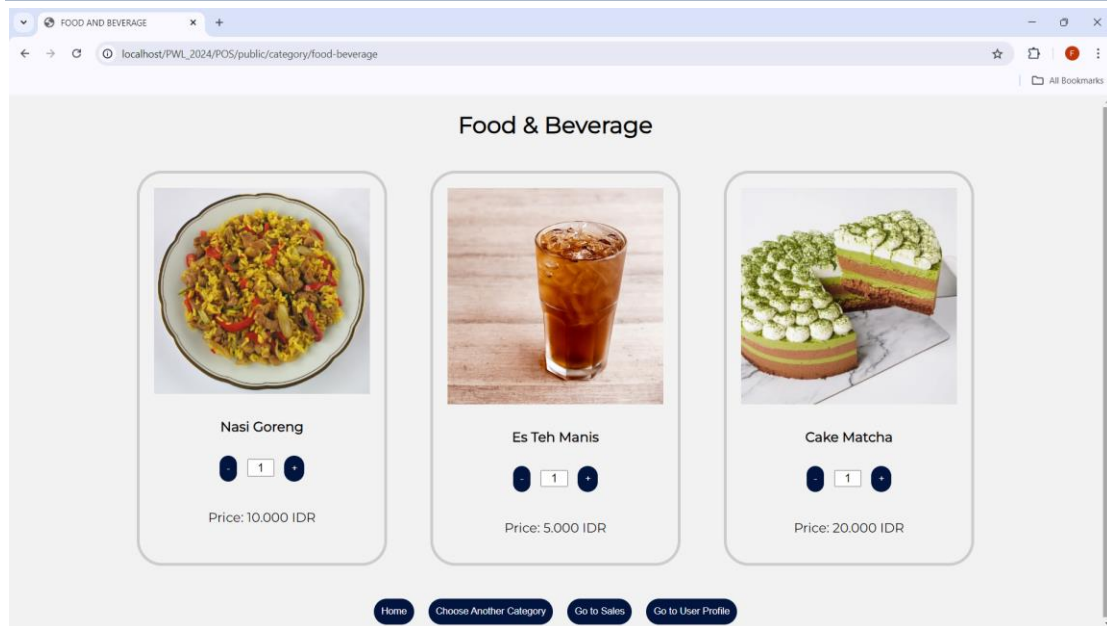 FOOD AND BEVERAGE
localhost/PWL_2024/POS/public/category/food-beverage
F
All Bookmarks
Food & Beverage
Nasi Goreng
- 1 +
Price: 10.000 IDR
Es Teh Manis
- 1 +
Price: 5.000 IDR
Cake Matcha
- 1 +
Price: 20.000 IDR
Home
Choose Another Category
Go to Sales
Go to User Profile